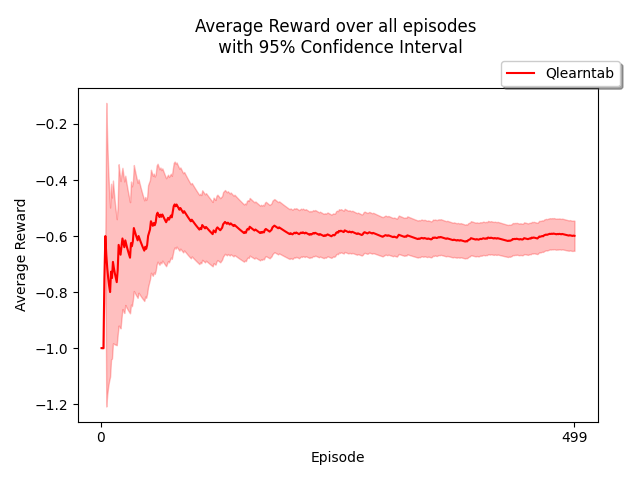 Average Reward over all episodes
with 95% Confidence Interval
Qlearntab
−0.2
−0.4
−0.6
−0.8
−1.0
−1.2
Average Reward
0
499
Episode